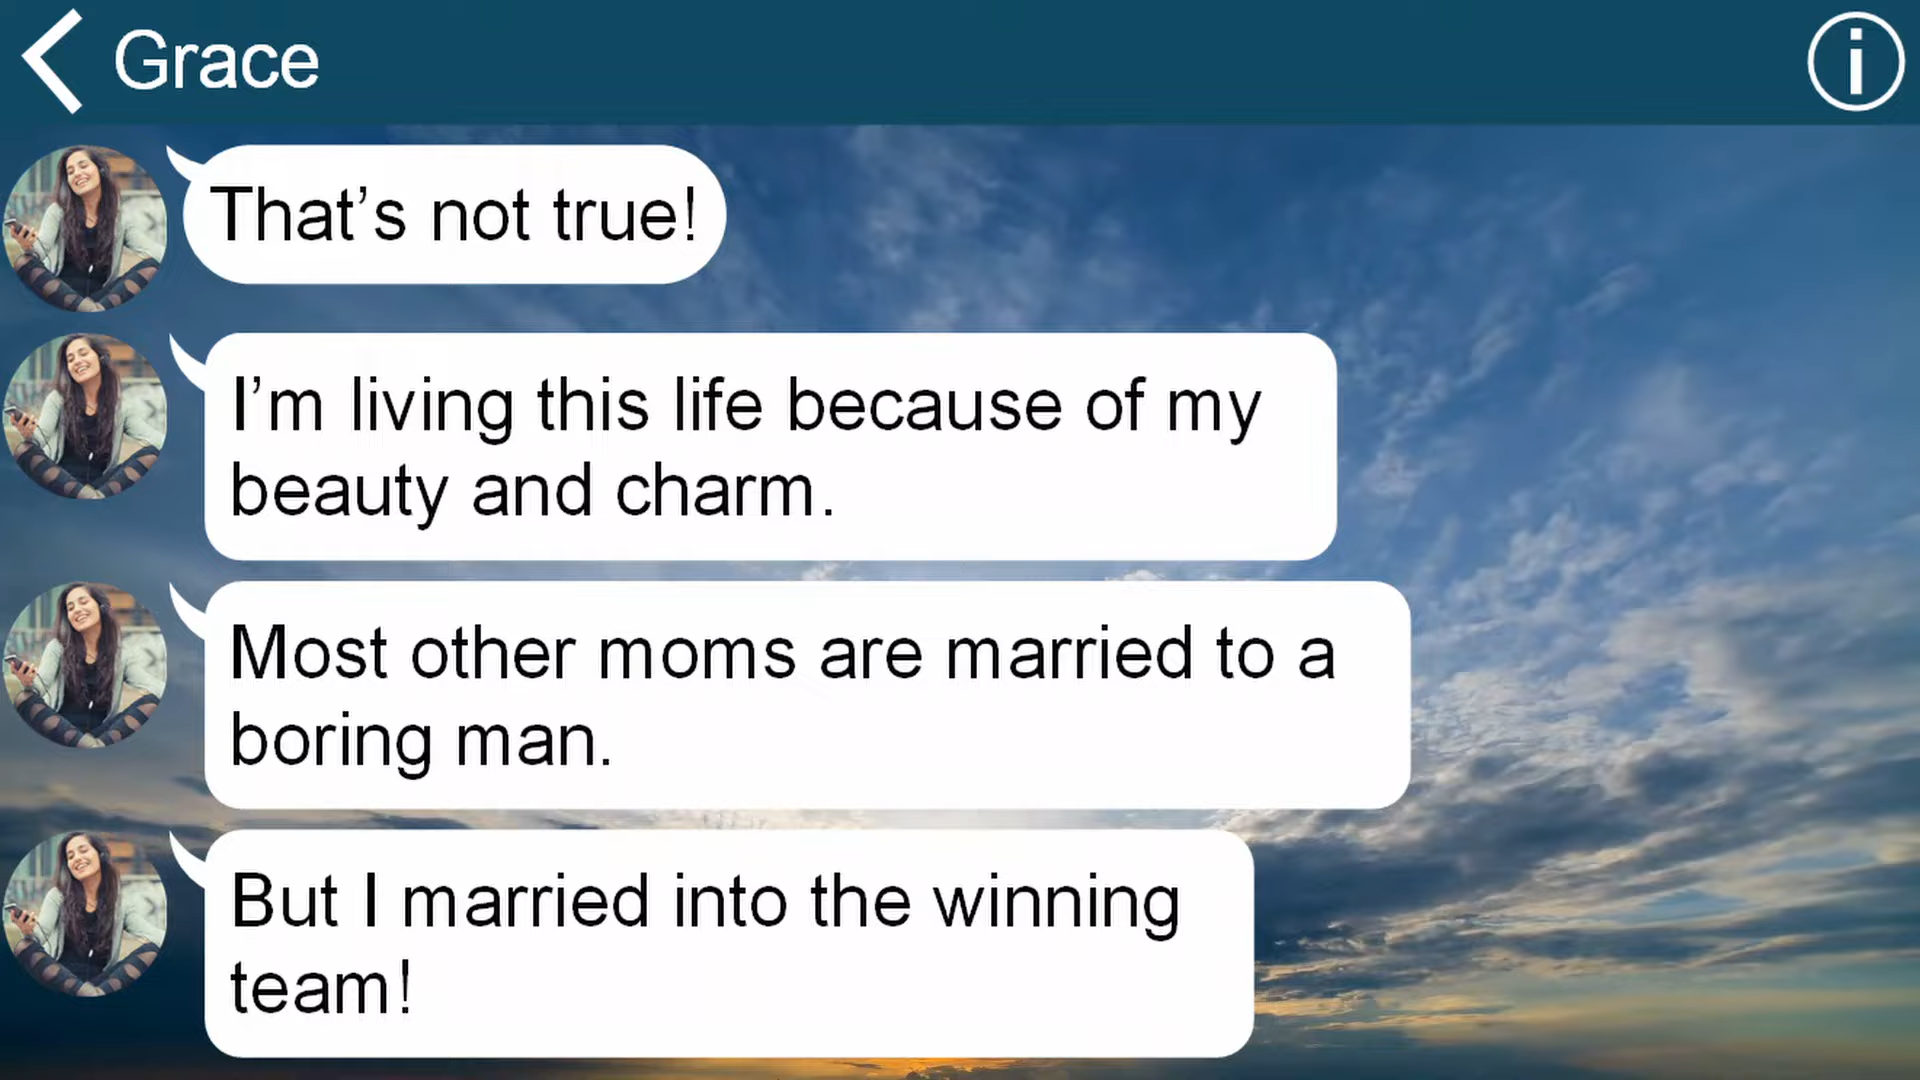 Grace
That’s not true!
I’m living this life because of my
beauty and charm.
Most other moms are married to a
boring man.
But I married into the winning
team!